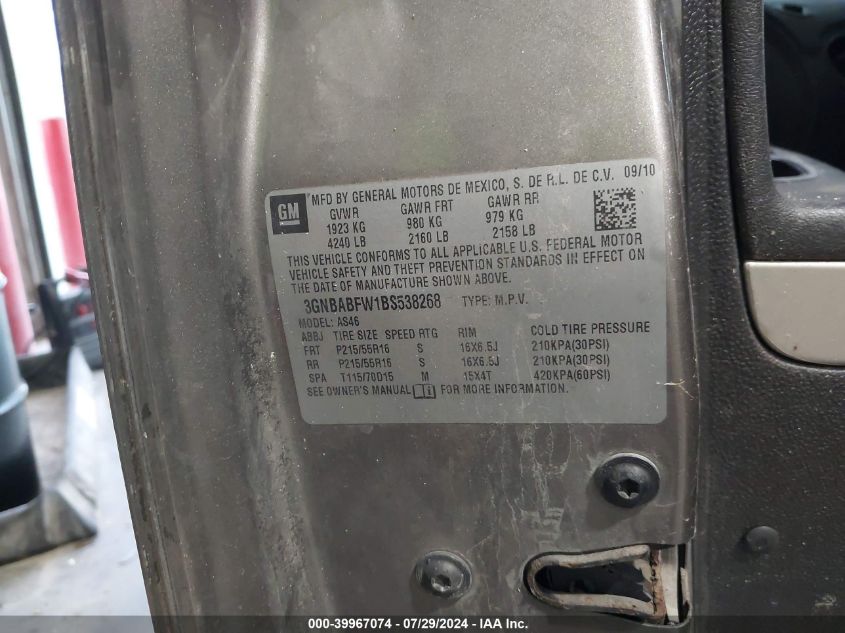 GM
MFD BY GENERAL MOTORS DE MEXICO, S. DE R.L. DE C.V. 09/10
GVWR GAWR FRT GAWR RR
1923 KG 980 KG 979 KG
4240 LB 2160 LB 2158 LB
THIS VEHICLE CONFORMS TO ALL APPLICABLE U.S. FEDERAL MOTOR
VEHICLE SAFETY AND THEFT PREVENTION STANDARDS IN EFFECT ON
THE DATE OF MANUFACTURE SHOWN ABOVE.
3GNBABFW1BS538268 TYPE: M.P.V.
MODEL: AS46
ABBJ TIRE SIZE SPEED RTG RIM COLD TIRE PRESSURE
FRT P215/55R16 S 16X6.5J 210KPA(30PSI)
RR P215/55R16 S 16X6.5J 210KPA(30PSI)
SPA T115/70D15 M 15X4T 420KPA(60PSI)
SEE OWNER'S MANUAL FOR MORE INFORMATION.
000-39967074 - 07/29/2024 - IAA Inc.